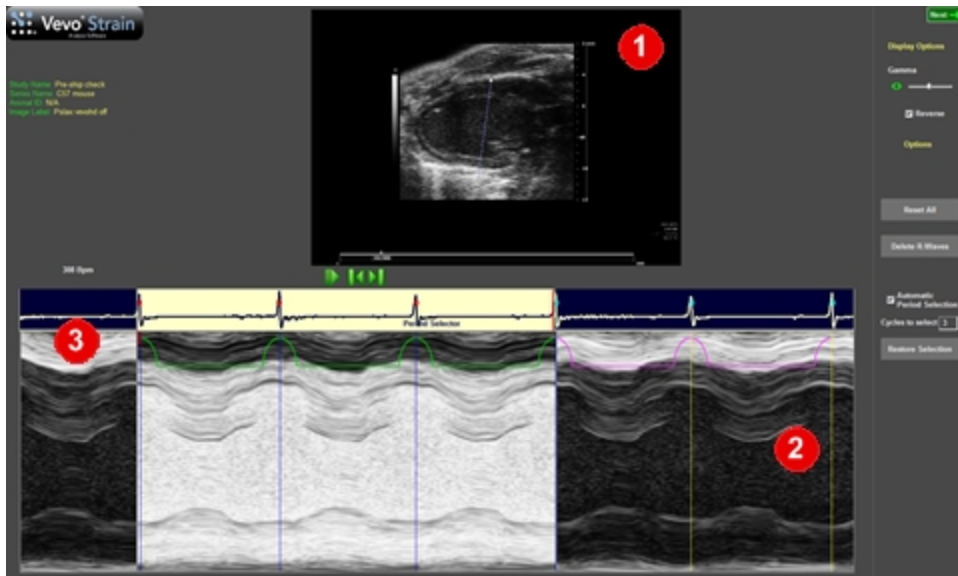 Vevo Strain
Study Name: Pre-ship check
Series Name: C57 mouse
Animal ID: N/A
Image Label: Pslax vevohd off
1
Next
Display Options
Gamma
Reverse
Options
Reset All
Delete R-Waves
300 bpm
Period Selector
Automatic
Period Selection
Cycles to select 3
Restore Selection
3
2